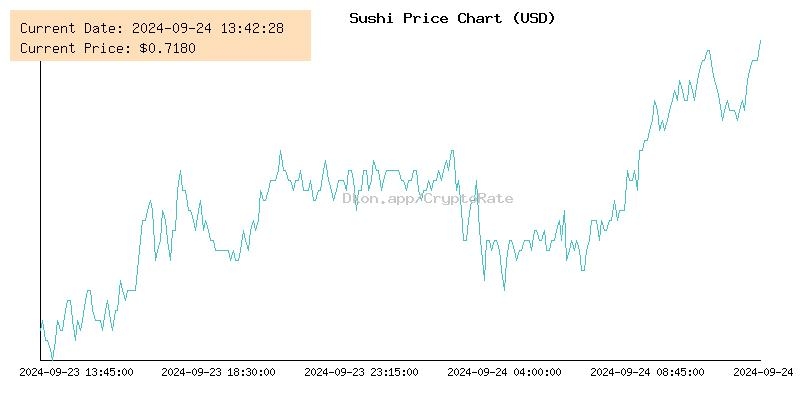 Sushi Price Chart (USD)
Current Date: 2024-09-24 13:42:28
Current Price: $0.7180
Dion.app/CryptoRate
2024-09-23 13:45:00
2024-09-23 18:30:00
2024-09-23 23:15:00
2024-09-24 04:00:00
2024-09-24 08:45:00
2024-09-24